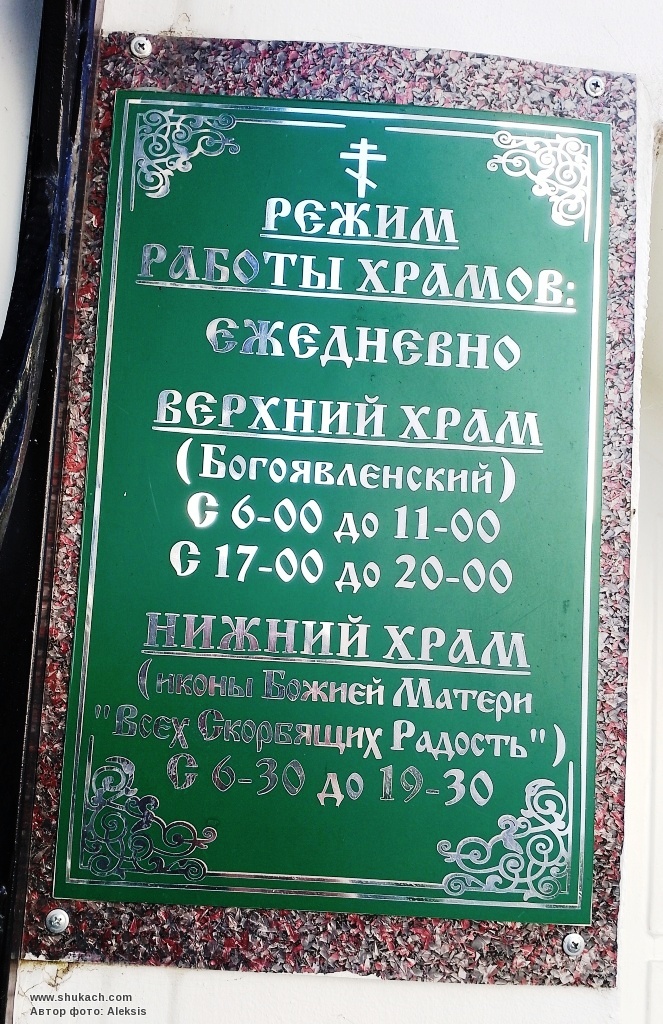 РЕЖИМ
РАБОТЫ ХРАМОВ:
ЕЖЕДНЕВНО
ВЕРХНИЙ ХРАМ
(Богоявленский)
С 6-00 до 11-00
С 17-00 до 20-00
НИЖНИЙ ХРАМ
(иконы Божией Матери
"Всех Скорбящих Радость")
С 6-30 до 19-30
www.shukach.com
Автор фото: Aleksis